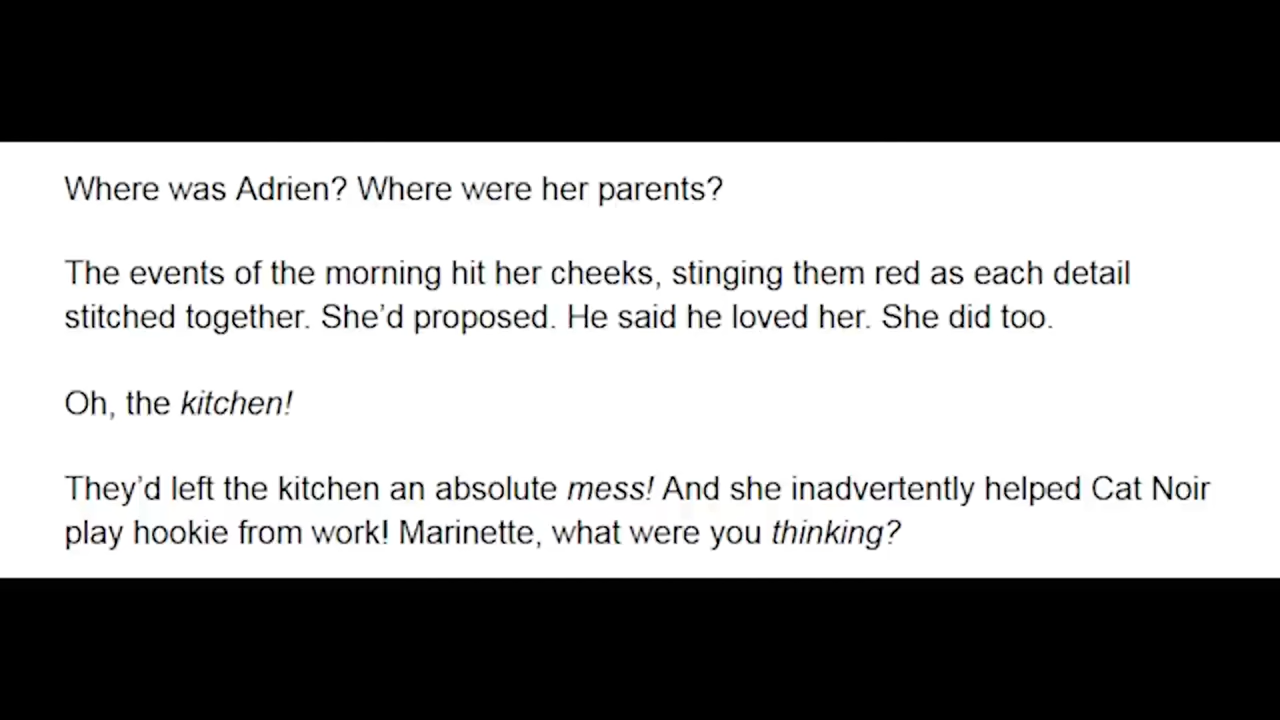 Where was Adrien? Where were her parents?
The events of the morning hit her cheeks, stinging them red as each detail
stitched together. She’d proposed. He said he loved her. She did too.
Oh, the kitchen!
They’d left the kitchen an absolute mess! And she inadvertently helped Cat Noir
play hookie from work! Marinette, what were you thinking?